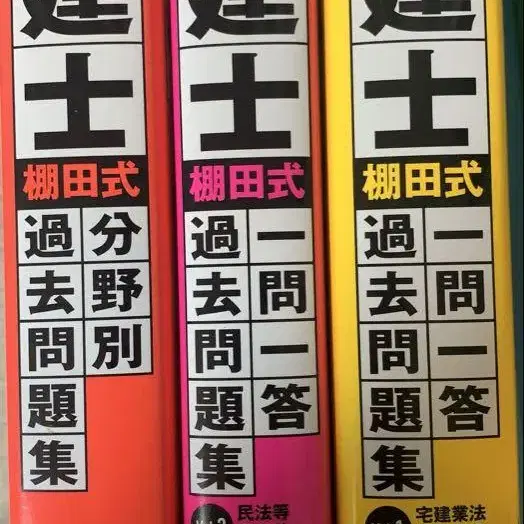 建士
棚田式
分野別
過去問題集
建士
棚田式
一問一答
過去問題集
民法等
建士
棚田式
一問一答
過去問題集
宅建業法